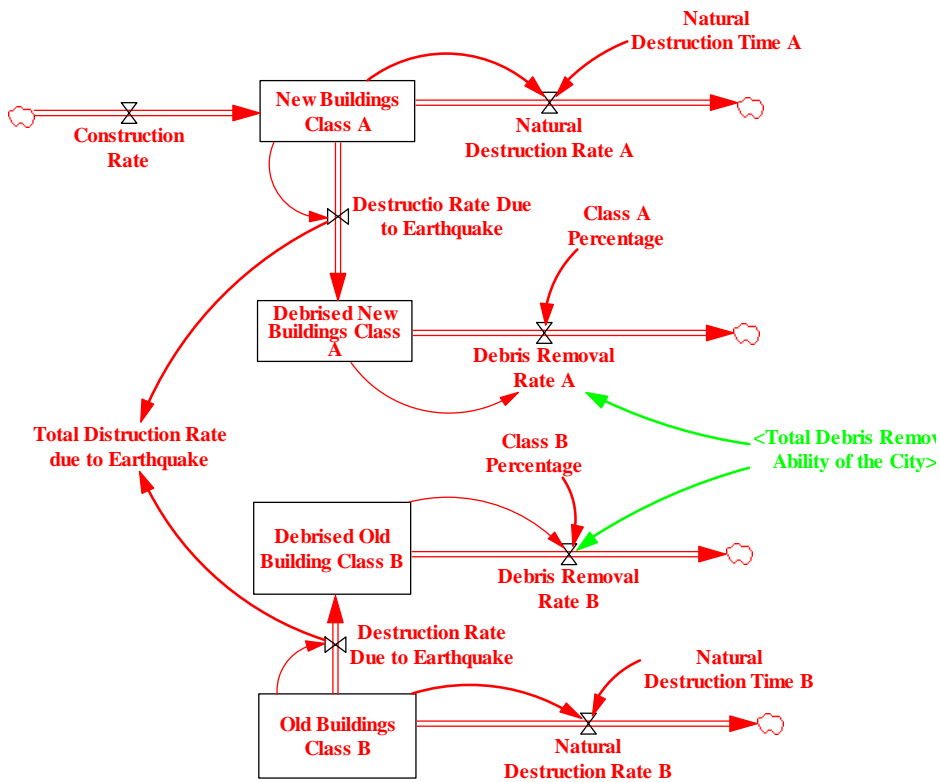 Natural
Destruction Time A
New Buildings
Class A
Construction
Rate
Natural
Destruction Rate A
Destructio Rate Due
to Earthquake
Class A
Percentage
Debrised New
Buildings Class
A
Debris Removal
Rate A
Total Distruction Rate
due to Earthquake
Class B
Percentage
<Total Debris Remov
Ability of the City>
Debrised Old
Building Class B
Debris Removal
Rate B
Destruction Rate
Due to Earthquake
Natural
Destruction Time B
Old Buildings
Class B
Natural
Destruction Rate B